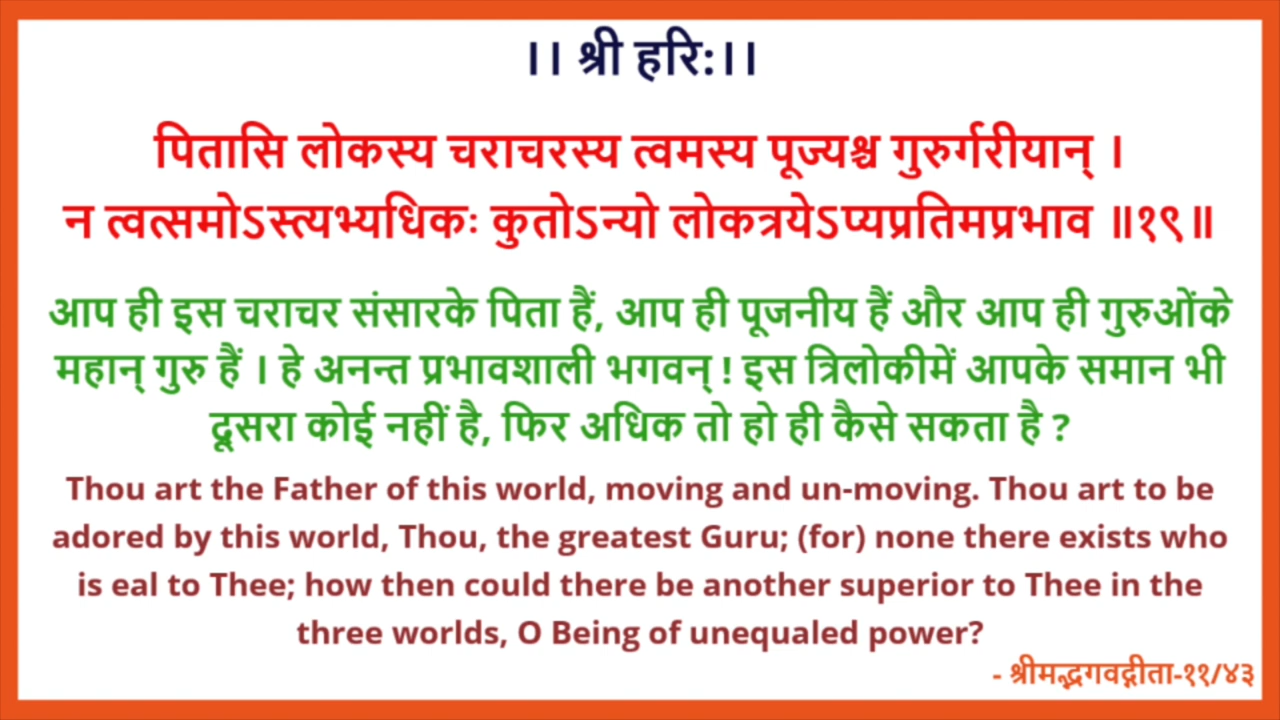 ।। श्री हरि:।।
पितासि लोकस्य चराचरस्य त्वमस्य पूज्यश्च गुरुर्गरीयान् ।
न त्वत्समोऽस्त्यभ्यधिकः कुतोऽन्यो लोकत्रयेऽप्यप्रतिमप्रभाव ॥१९॥
आप ही इस चराचर संसारके पिता हैं, आप ही पूजनीय हैं और आप ही गुरुओंके
महान् गुरु हैं । हे अनन्त प्रभावशाली भगवन् ! इस त्रिलोकीमें आपके समान भी
दूसरा कोई नहीं है, फिर अधिक तो हो ही कैसे सकता है ?
Thou art the Father of this world, moving and un-moving. Thou art to be
adored by this world, Thou, the greatest Guru; (for) none there exists who
is eal to Thee; how then could there be another superior to Thee in the
three worlds, O Being of unequaled power?
- श्रीमद्भगवद्गीता-११/४३